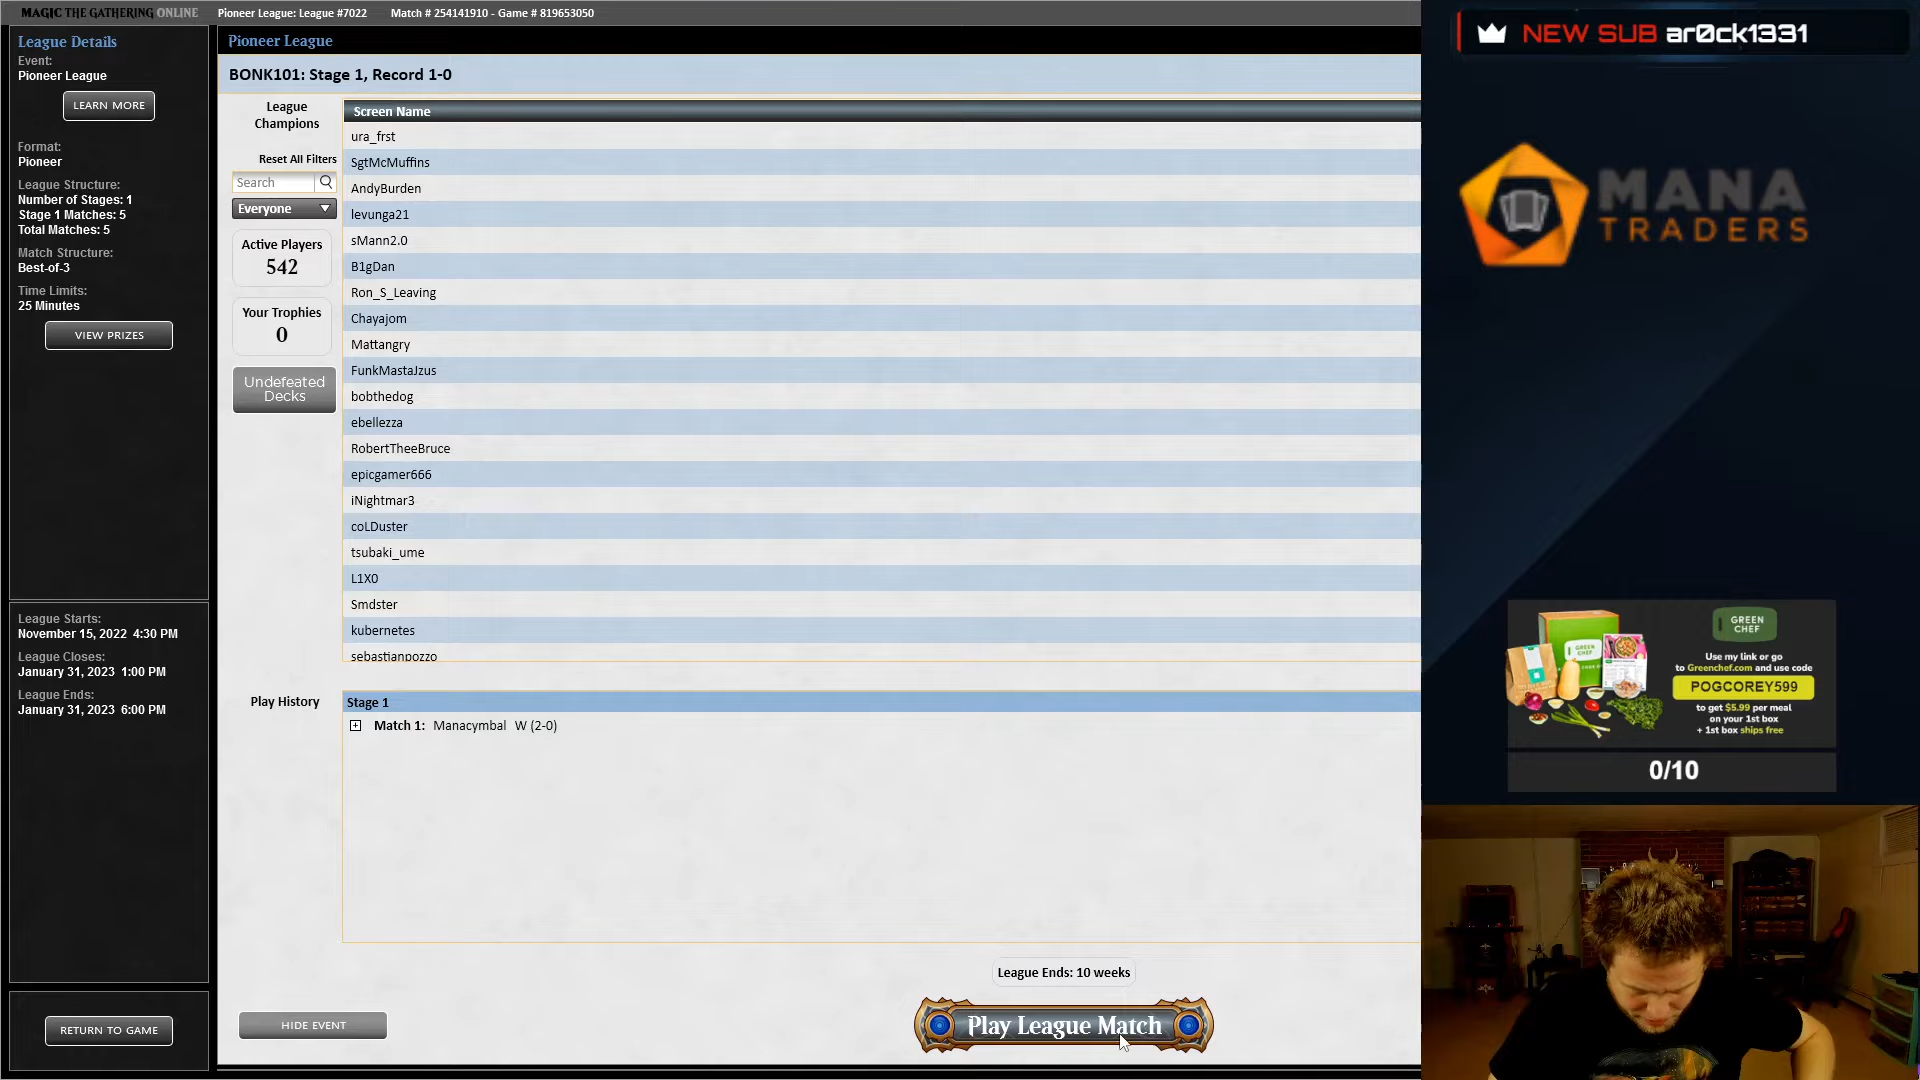 MAGIC THE GATHERING ONLINE
Pioneer League: League #7022
Match # 254141910 - Game # 819653050
League Details
Event:
Pioneer League
LEARN MORE
Format:
Pioneer
League Structure:
Number of Stages: 1
Stage 1 Matches: 5
Total Matches: 5
Match Structure:
Best-of-3
Time Limits:
25 Minutes
VIEW PRIZES
League Starts:
November 15, 2022 4:30 PM
League Closes:
January 31, 2023 1:00 PM
League Ends:
January 31, 2023 6:00 PM
RETURN TO GAME
Pioneer League
BONK101: Stage 1, Record 1-0
League
Champions
Reset All Filters
Search
Everyone
Active Players
542
Your Trophies
0
Undefeated
Decks
Screen Name
ura_frst
SgtMcMuffins
AndyBurden
levunga21
sMann2.0
B1gDan
Ron_S_Leaving
Chayajom
Mattangry
FunkMastaJzus
bobthedog
ebellezza
RobertTheeBruce
epicgamer666
iNightmar3
coLDuster
tsubaki_ume
L1X0
Smdster
kubernetes
sebastianpozzo
Play History
Stage 1
Match 1: Manacymbal W (2-0)
League Ends: 10 weeks
HIDE EVENT
Play League Match
NEW SUB ar0ck1331
MANA
TRADERS
GREEN
CHEF
Use my link or go
to Greenchef.com and use code
POGCOREY599
to get $5.99 per meal
on your 1st box
+ 1st box ships free
0/10